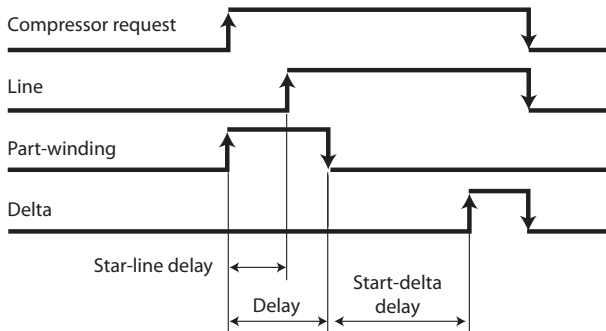 Compressor request
Line
Part-winding
Delta
Star-line delay
Delay
Start-delta
delay